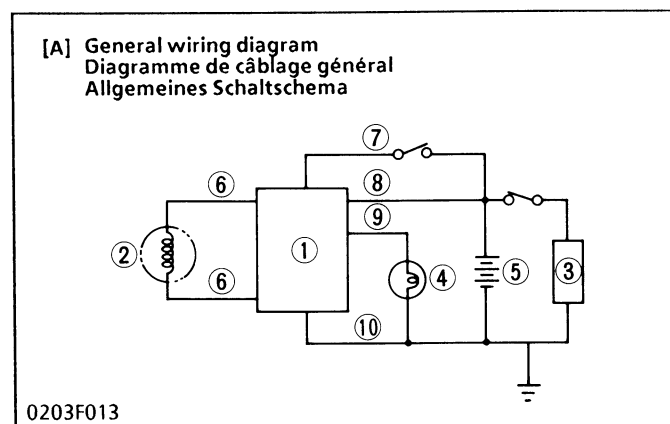 [A] General wiring diagram
Diagramme de câblage général
Allgemeines Schaltschema
7
6
8
9
2
1
4
5
3
6
10
0203F013